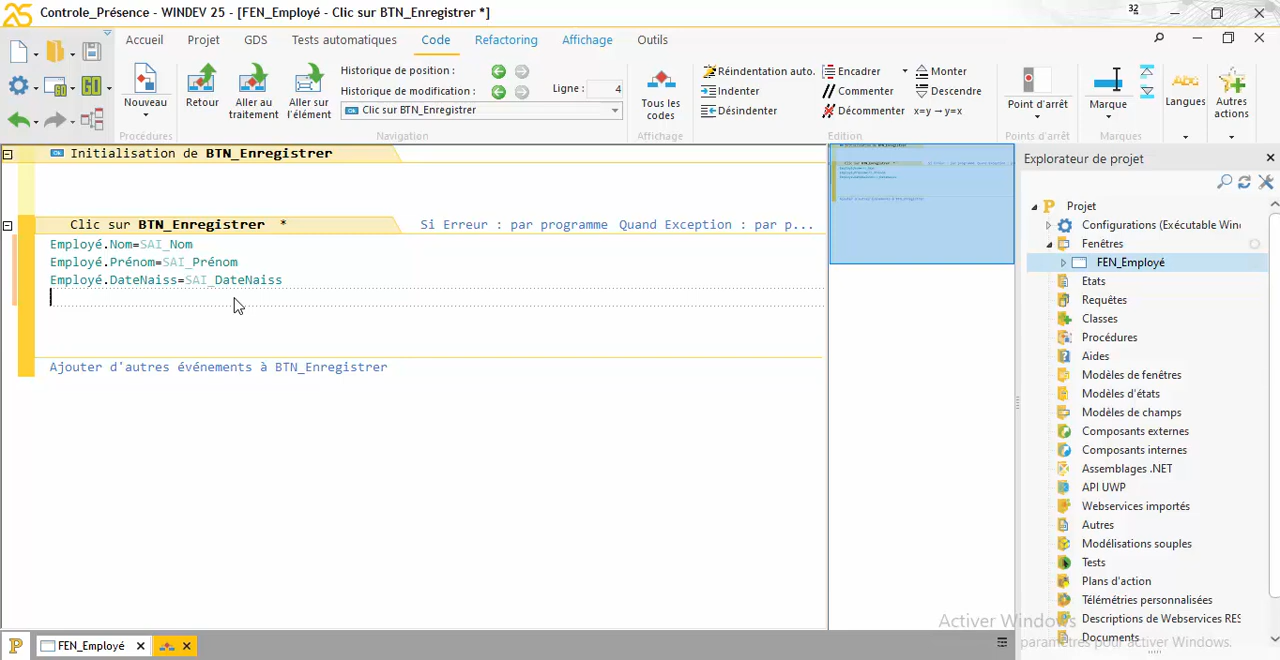 25 Controle_Présence - WINDEV 25 - [FEN_Employé - Clic sur BTN_Enregistrer *]
32
Accueil Projet GDS Tests automatiques Code Refactoring Affichage Outils
Nouveau
Procédures
Retour
Aller au traitement
Aller sur l'élément
Historique de position :
Historique de modification :
Clic sur BTN_Enregistrer
Ligne : 4
Navigation
Tous les codes
Affichage
Réindentation auto.
Indenter
Désindenter
Encadrer
Commenter
Décommenter
Monter
Descendre
x=y → y=x
Edition
Point d'arrêt
Points d'arrêt
Marque
Marques
Langues
Autres actions
GO
Initialisation de BTN_Enregistrer
Clic sur BTN_Enregistrer * Si Erreur : par programme Quand Exception : par p...
Employé.Nom=SAI_Nom
Employé.Prénom=SAI_Prénom
Employé.DateNaiss=SAI_DateNaiss
Ajouter d'autres événements à BTN_Enregistrer
Explorateur de projet
Projet
Configurations (Exécutable Win
Fenêtres
FEN_Employé
Etats
Requêtes
Classes
Procédures
Aides
Modèles de fenêtres
Modèles d'états
Modèles de champs
Composants externes
Composants internes
Assemblages .NET
API UWP
Webservices importés
Autres
Modélisations souples
Tests
Plans d'action
Télémétries personnalisées
Descriptions de Webservices RES
Documents
Activer Windows
paramètres pour activer Windows.
FEN_Employé